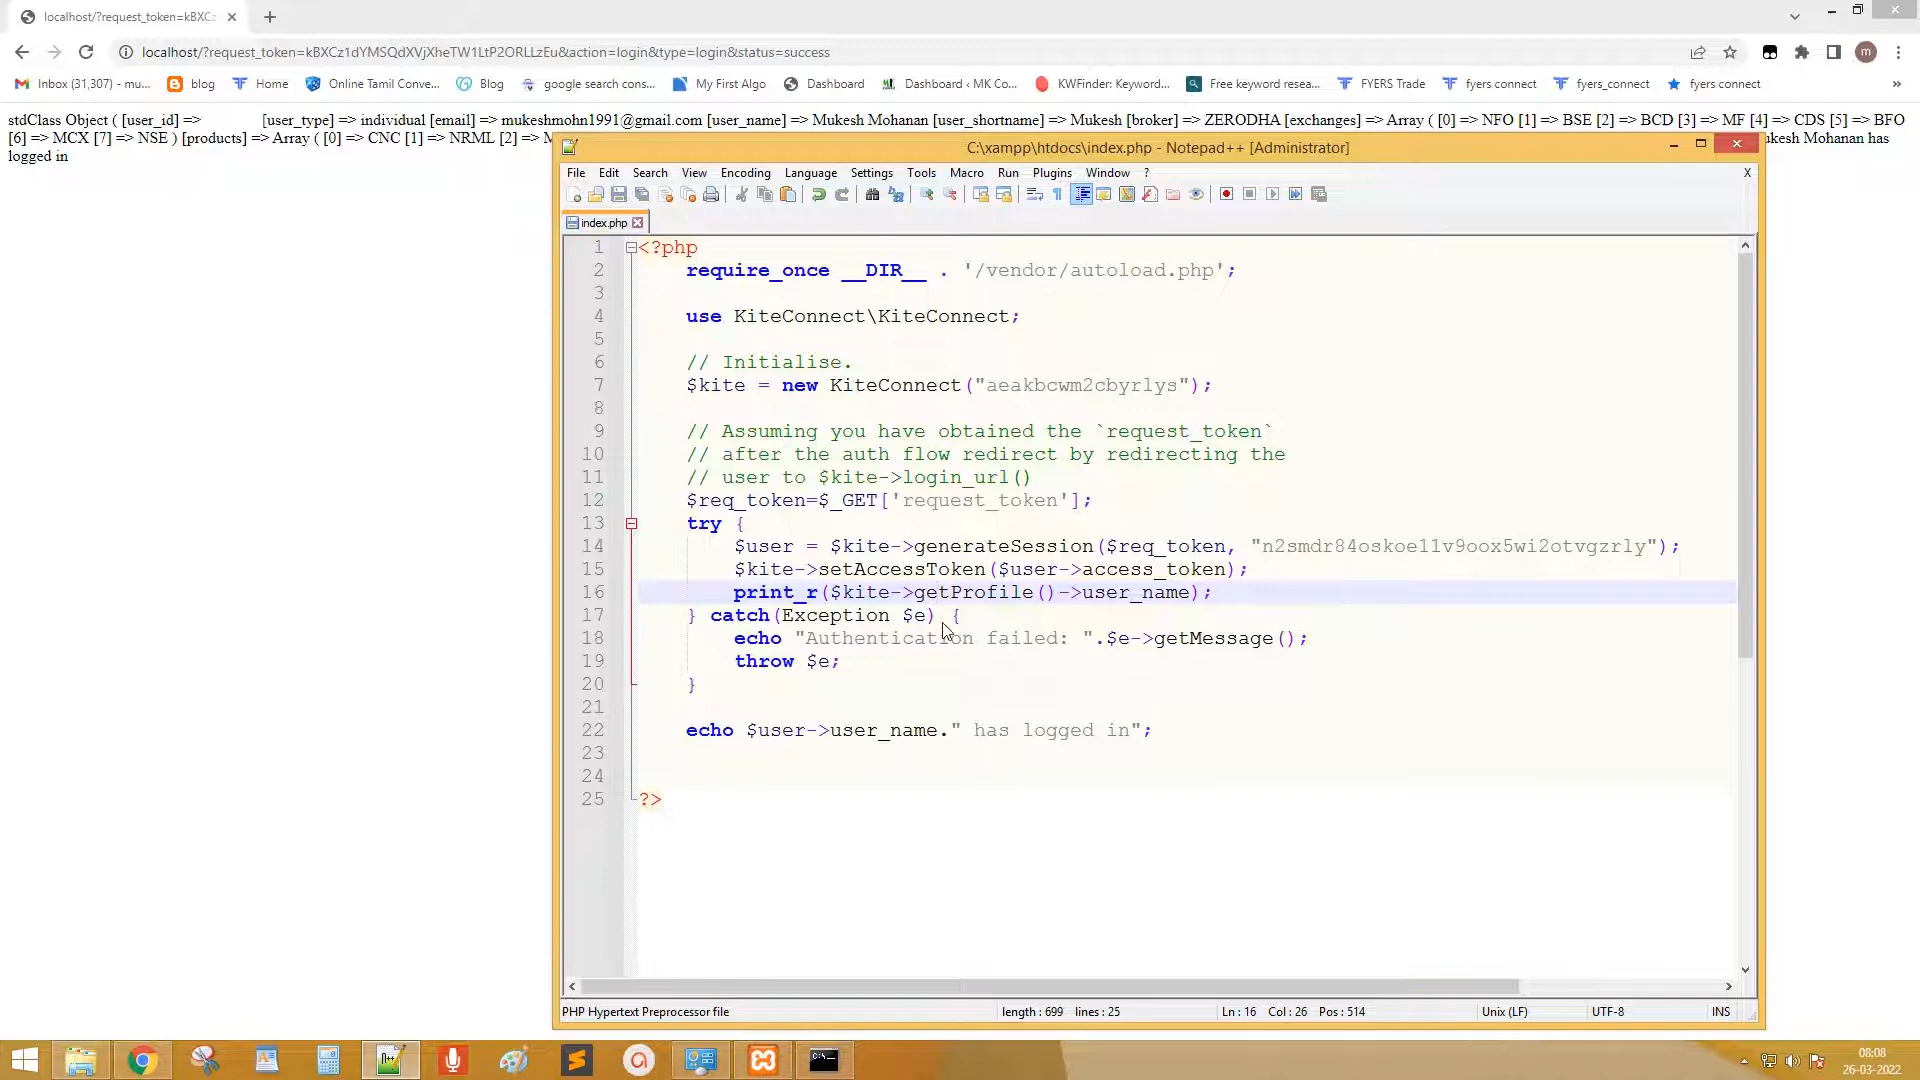 localhost/?request_token=kBXCz
localhost/?request_token=kBXCz1dYMSQdXVjXheTW1LtP2ORLLzEu&action=login&type=login&status=success
m
Inbox (31,307) - mu... blog Home Online Tamil Conve... Blog google search cons... My First Algo Dashboard Dashboard ‹ MK Co... KWFinder: Keyword... Free keyword resea... FYERS Trade fyers connect fyers_connect fyers connect »
stdClass Object ( [user_id] => [user_type] => individual [email] => mukeshmohn1991@gmail.com [user_name] => Mukesh Mohanan [user_shortname] => Mukesh [broker] => ZERODHA [exchanges] => Array ( [0] => NFO [1] => BSE [2] => BCD [3] => MF [4] => CDS [5] => BFO
[6] => MCX [7] => NSE ) [products] => Array ( [0] => CNC [1] => NRML [2] => M
ukesh Mohanan has
logged in
C:\xampp\htdocs\index.php - Notepad++ [Administrator]
File Edit Search View Encoding Language Settings Tools Macro Run Plugins Window ? X
index.php
1 <?php
2 require_once __DIR__ . '/vendor/autoload.php';
3
4 use KiteConnect\KiteConnect;
5
6 // Initialise.
7 $kite = new KiteConnect("aeakbcwm2cbyrlys");
8
9 // Assuming you have obtained the `request_token`
10 // after the auth flow redirect by redirecting the
11 // user to $kite->login_url()
12 $req_token=$_GET['request_token'];
13 try {
14 $user = $kite->generateSession($req_token, "n2smdr84oskoe11v9oox5wi2otvgzrly");
15 $kite->setAccessToken($user->access_token);
16 print_r($kite->getProfile()->user_name);
17 } catch(Exception $e) {
18 echo "Authentication failed: ".$e->getMessage();
19 throw $e;
20 }
21
22 echo $user->user_name." has logged in";
23
24
25 ?>
PHP Hypertext Preprocessor file length : 699 lines : 25 Ln : 16 Col : 26 Pos : 514 Unix (LF) UTF-8 INS
08:08
26-03-2022